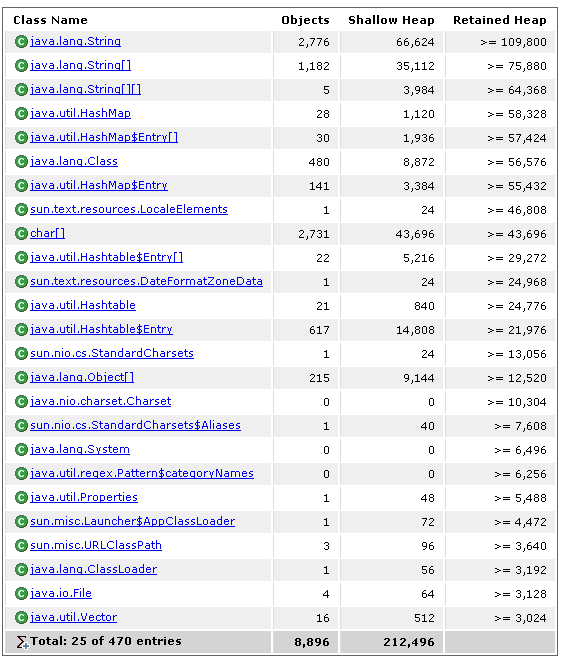 Class Name Objects Shallow Heap Retained Heap
java.lang.String 2,776 66,624 >= 109,800
java.lang.String[] 1,182 35,112 >= 75,880
java.lang.String[][] 5 3,984 >= 64,368
java.util.HashMap 28 1,120 >= 58,328
java.util.HashMap$Entry[] 30 1,936 >= 57,424
java.lang.Class 480 8,872 >= 56,576
java.util.HashMap$Entry 141 3,384 >= 55,432
sun.text.resources.LocaleElements 1 24 >= 46,808
char[] 2,731 43,696 >= 43,696
java.util.Hashtable$Entry[] 22 5,216 >= 29,272
sun.text.resources.DateFormatZoneData 1 24 >= 24,968
java.util.Hashtable 21 840 >= 24,776
java.util.Hashtable$Entry 617 14,808 >= 21,976
sun.nio.cs.StandardCharsets 1 24 >= 13,056
java.lang.Object[] 215 9,144 >= 12,520
java.nio.charset.Charset 0 0 >= 10,304
sun.nio.cs.StandardCharsets$Aliases 1 40 >= 7,608
java.lang.System 0 0 >= 6,496
java.util.regex.Pattern$categoryNames 0 0 >= 6,256
java.util.Properties 1 48 >= 5,488
sun.misc.Launcher$AppClassLoader 1 72 >= 4,472
sun.misc.URLClassPath 3 96 >= 3,640
java.lang.ClassLoader 1 56 >= 3,192
java.io.File 4 64 >= 3,128
java.util.Vector 16 512 >= 3,024
Total: 25 of 470 entries 8,896 212,496